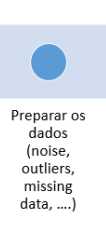 Preparar os
dados
(noise,
outliers,
missing
data, ....)